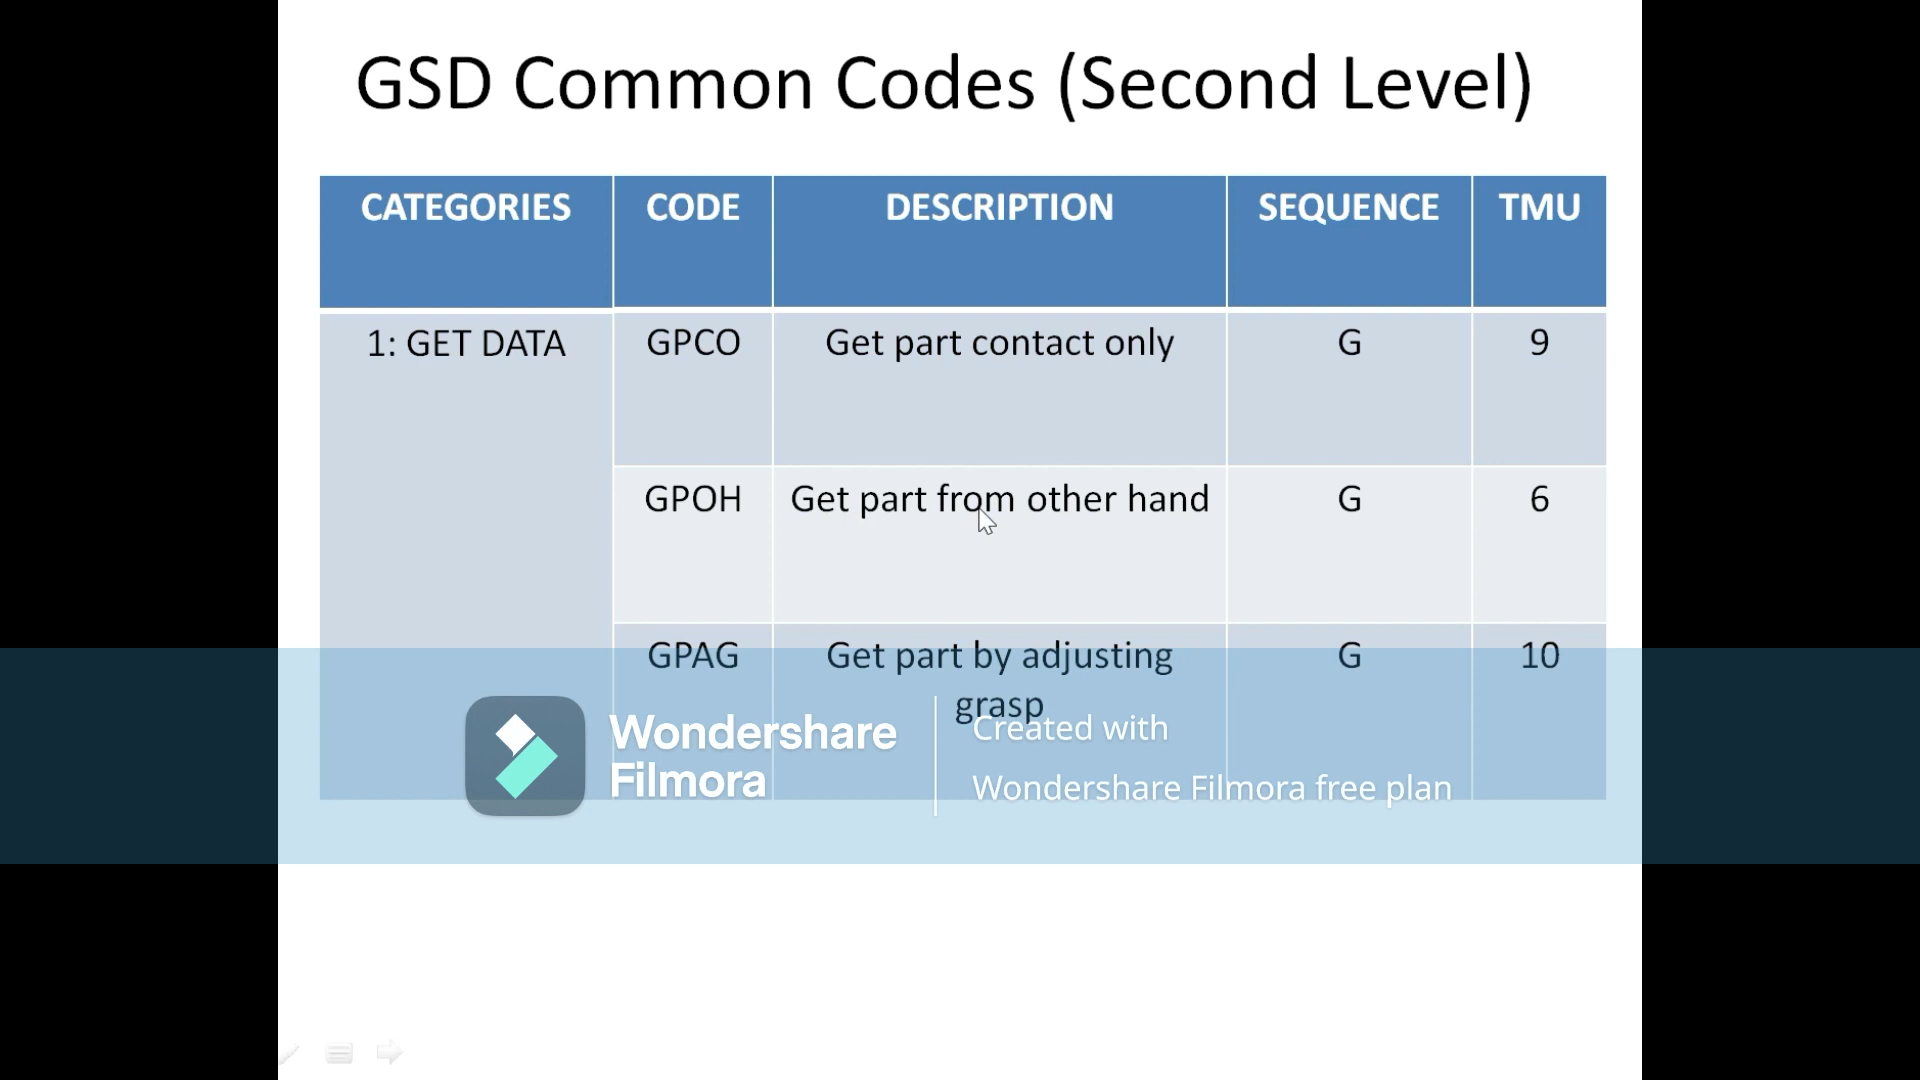 GSD Common Codes (Second Level)
CATEGORIES CODE DESCRIPTION SEQUENCE TMU
1: GET DATA GPCO Get part contact only G 9
GPOH Get part from other hand G 6
GPAG Get part by adjusting G 10
grasp
Wondershare
Filmora
Created with
Wondershare Filmora free plan